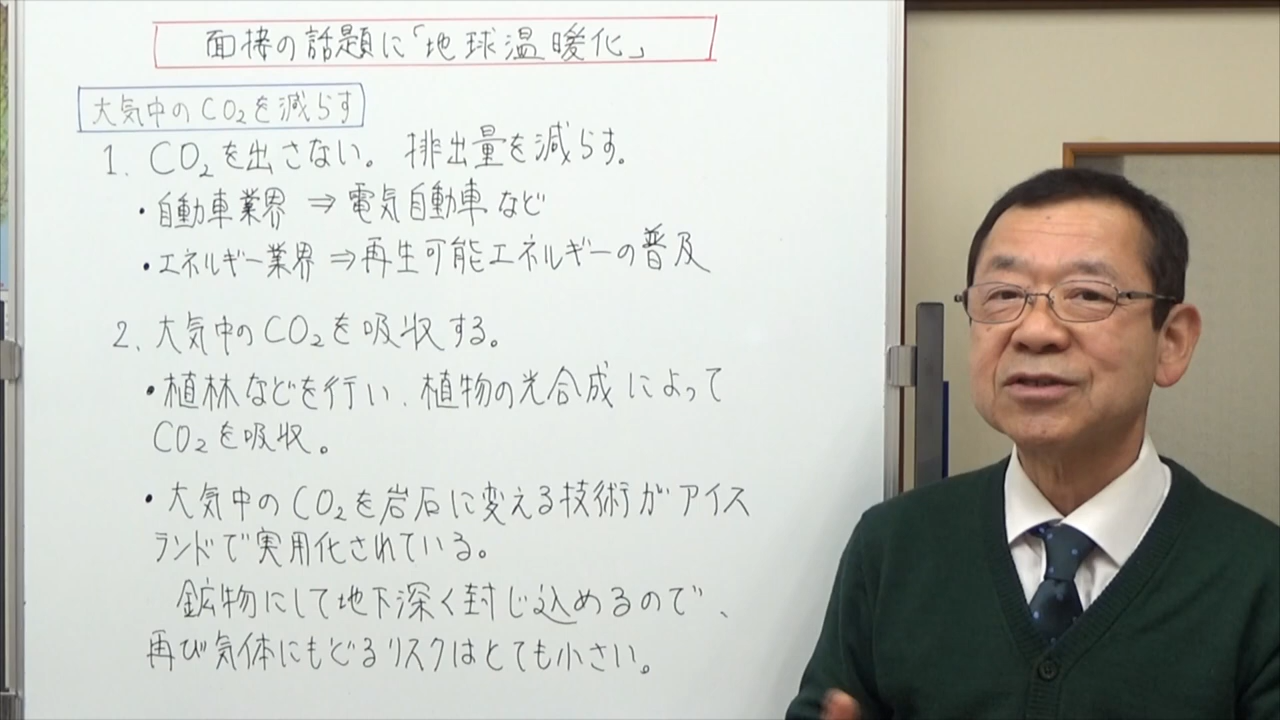 面接の話題に「地球温暖化」
大気中のCO₂を減らす
1. CO₂を出さない。排出量を減らす。
・自動車業界 ⇒ 電気自動車など
・エネルギー業界 ⇒ 再生可能エネルギーの普及
2. 大気中のCO₂を吸収する。
・植林などを行い、植物の光合成によって
CO₂を吸収。
・大気中のCO₂を岩石に変える技術がアイス
ランドで実用化されている。
鉱物にして地下深く封じ込めるので、
再び気体にもどるリスクはとても小さい。